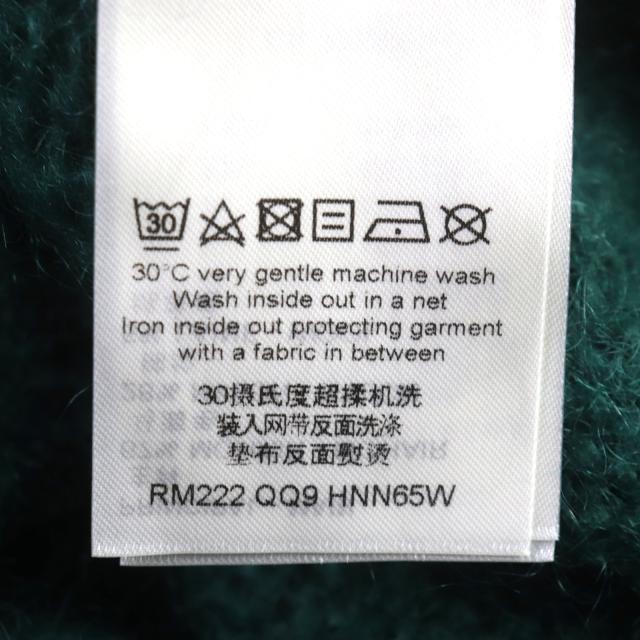 30
30°C very gentle machine wash
Wash inside out in a net
Iron inside out protecting garment
with a fabric in between
30摄氏度超揉机洗
装入网带反面洗涤
垫布反面熨烫
RM222 QQ9 HNN65W